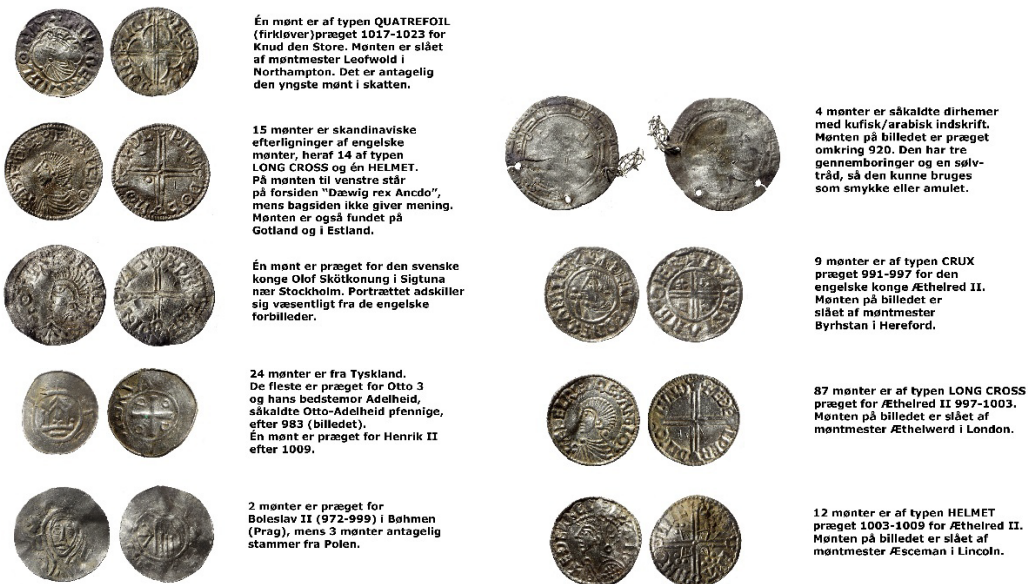 Én mønt er af typen QUATREFOIL
(firkløver)præget 1017-1023 for
Knud den Store. Mønten er slået
af møntmester Leofwold i
Northampton. Det er antagelig
den yngste mønt i skatten.
15 mønter er skandinaviske
efterligninger af engelske
mønter, heraf 14 af typen
LONG CROSS og én HELMET.
På mønten til venstre står
på forsiden "Dæwig rex Ancdo",
mens bagsiden ikke giver mening.
Mønten er også fundet på
Gotland og i Estland.
Én mønt er præget for den svenske
konge Olof Skötkonung i Sigtuna
nær Stockholm. Portrættet adskiller
sig væsentligt fra de engelske
forbilleder.
24 mønter er fra Tyskland.
De fleste er præget for Otto 3
og hans bedstemor Adelheid,
såkaldte Otto-Adelheid pfennige,
efter 983 (billedet).
Én mønt er præget for Henrik II
efter 1009.
2 mønter er præget for
Boleslav II (972-999) i Bøhmen
(Prag), mens 3 mønter antagelig
stammer fra Polen.
4 mønter er såkaldte dirhemer
med kufisk/arabisk indskrift.
Mønten på billedet er præget
omkring 920. Den har tre
gennemboringer og en sølv-
tråd, så den kunne bruges
som smykke eller amulet.
9 mønter er af typen CRUX
præget 991-997 for den
engelske konge Æthelred II.
Mønten på billedet er
slået af møntmester
Byrhstan i Hereford.
87 mønter er af typen LONG CROSS
præget for Æthelred II 997-1003.
Mønten på billedet er slået af
møntmester Æthelwerd i London.
12 mønter er af typen HELMET
præget 1003-1009 for Æthelred II.
Mønten på billedet er slået af
møntmester Æsceman i Lincoln.